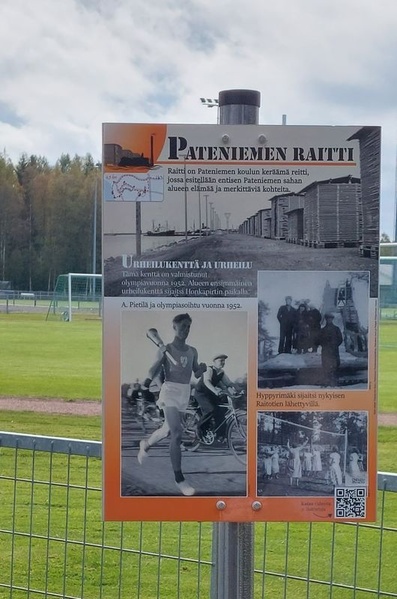 PATENIEMEN RAITTI
Raitti on Pateniemen koulun keräämä reitti,
jossa esitellään entisen Pateniemen sahan
alueen elämää ja merkittäviä kohteita.
URHEILUKENTTÄ JA URHEILU
Tämä kenttä on valmistunut
olympiavuonna 1952. Alueen ensimmäinen
urheilukenttä sijaitsi Honkapirtin paikalla.
A. Pietilä ja olympiasoihtu vuonna 1952.
Hyppyrimäki sijaitsi nykyisen
Raitotien lähettyvillä.